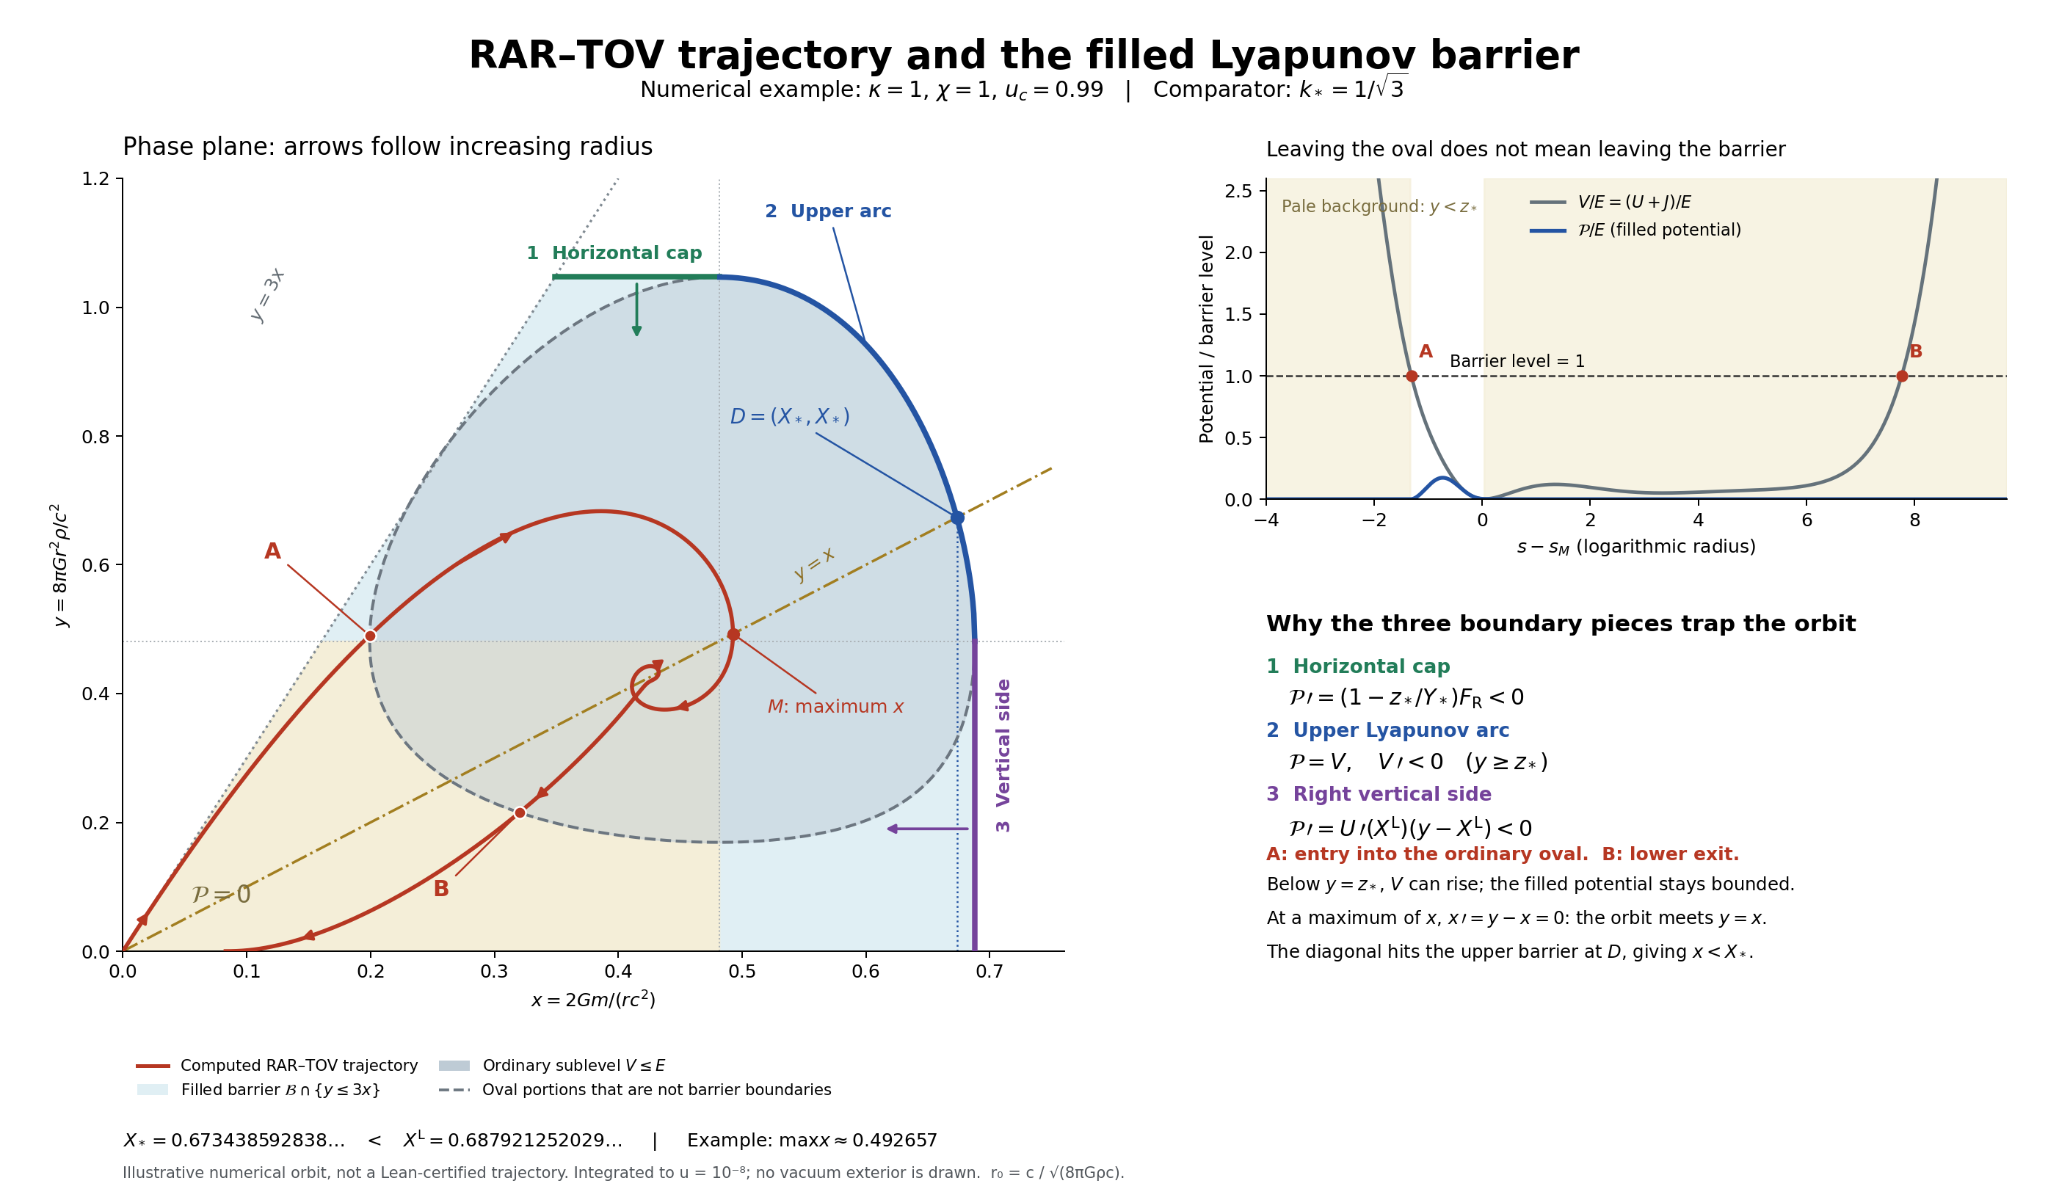 RAR–TOV trajectory and the filled Lyapunov barrier
Numerical example: κ = 1, χ = 1, u_c = 0.99 | Comparator: k_* = 1/√3
Phase plane: arrows follow increasing radius
y = 8πGr²ρ/c²
1.2
1.0
0.8
0.6
0.4
0.2
0.0
0.0 0.1 0.2 0.3 0.4 0.5 0.6 0.7
x = 2Gm/(rc²)
y = 3x
1 Horizontal cap
2 Upper arc
D = (X_*, X_*)
A
y = x
M: maximum x
3 Vertical side
B
𝒫 = 0
Computed RAR–TOV trajectory
Filled barrier ℬ ∩ {y ≤ 3x}
Ordinary sublevel V ≤ E
Oval portions that are not barrier boundaries
X_* = 0.673438592838… < X^L = 0.687921252029… | Example: maxx ≈ 0.492657
Illustrative numerical orbit, not a Lean-certified trajectory. Integrated to u = 10⁻⁸; no vacuum exterior is drawn. r₀ = c / √(8πGρc).
Leaving the oval does not mean leaving the barrier
Potential / barrier level
2.5
2.0
1.5
1.0
0.5
0.0
Pale background: y < z_*
V/E = (U + J)/E
𝒫/E (filled potential)
A
Barrier level = 1
B
−4 −2 0 2 4 6 8
s − s_M (logarithmic radius)
Why the three boundary pieces trap the orbit
1 Horizontal cap
𝒫′ = (1 − z_*/Y_*)F_R < 0
2 Upper Lyapunov arc
𝒫 = V, V′ < 0 (y ≥ z_*)
3 Right vertical side
𝒫′ = U′(X^L)(y − X^L) < 0
A: entry into the ordinary oval. B: lower exit.
Below y = z_*, V can rise; the filled potential stays bounded.
At a maximum of x, x′ = y − x = 0: the orbit meets y = x.
The diagonal hits the upper barrier at D, giving x < X_*.